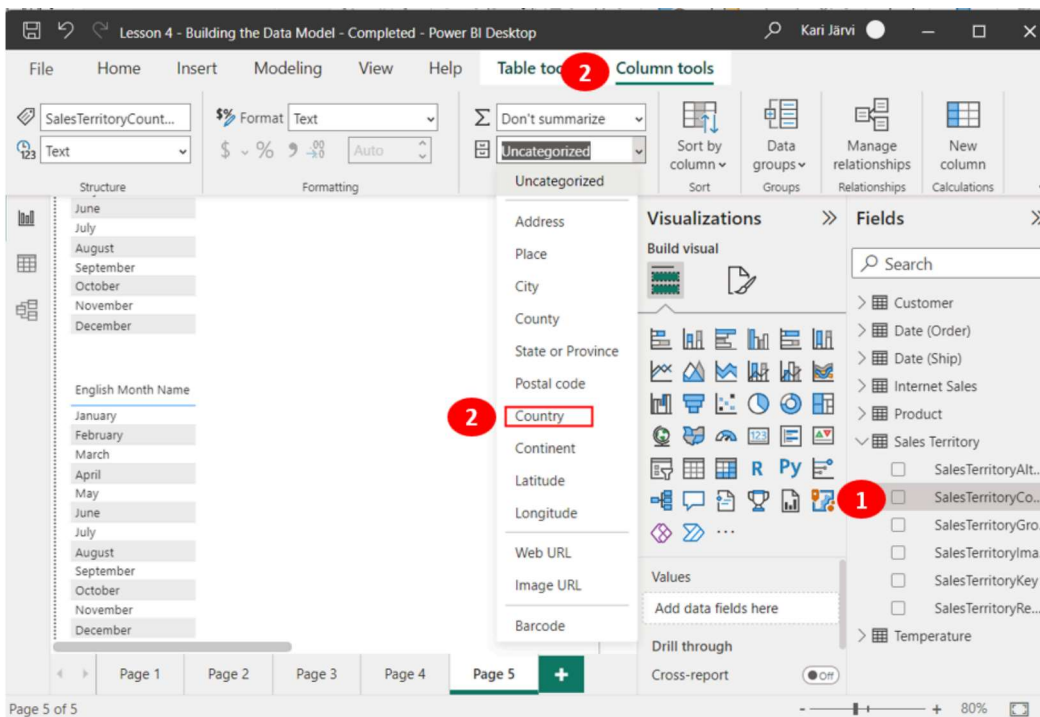 Lesson 4 - Building the Data Model - Completed - Power BI Desktop
Kari Järvi
File Home Insert Modeling View Help Table too 2 Column tools
SalesTerritoryCount...
$% Format Text
Don't summarize
Text
$ % 9 Auto
Uncategorized
Sort by column
Data groups
Manage relationships
New column
Structure
Formatting
Sort
Groups
Relationships
Calculations
Uncategorized
Address
Place
City
County
State or Province
Postal code
2 Country
Continent
Latitude
Longitude
Web URL
Image URL
Barcode
June
July
August
September
October
November
December
English Month Name
January
February
March
April
May
June
July
August
September
October
November
December
Visualizations
Build visual
123
R Py
Values
Add data fields here
Drill through
Cross-report
Off
Fields
Search
Customer
Date (Order)
Date (Ship)
Internet Sales
Product
Sales Territory
SalesTerritoryAlt...
1 SalesTerritoryCo...
SalesTerritoryGro...
SalesTerritoryIma...
SalesTerritoryKey
SalesTerritoryRe...
Temperature
Page 1 Page 2 Page 3 Page 4 Page 5 +
Page 5 of 5
- + 80%